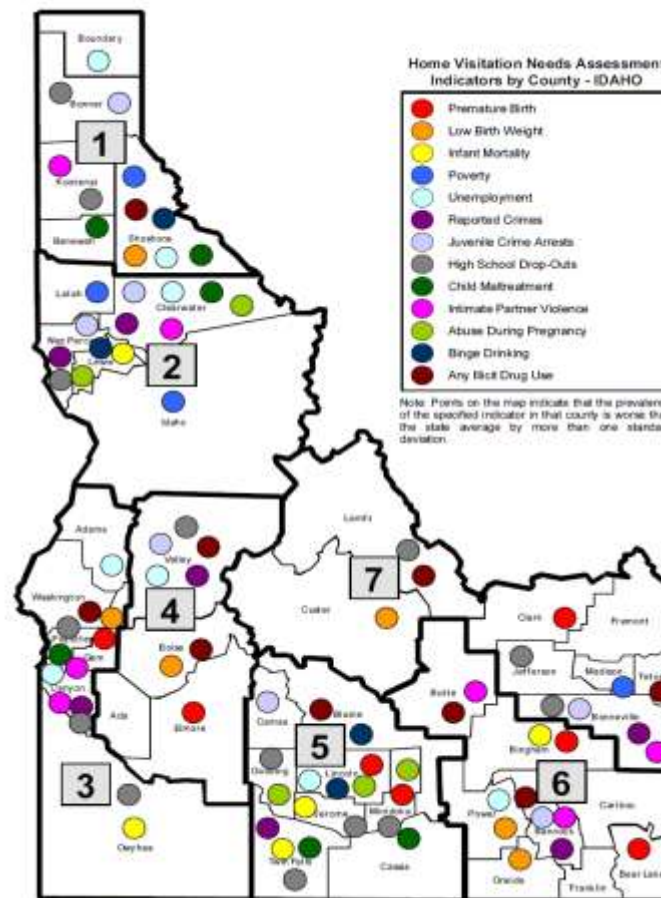 Home Visitation Needs Assessment
Indicators by County - IDAHO
Premature Birth
Low Birth Weight
Infant Mortality
Poverty
Unemployment
Reported Crimes
Juvenile Crime Arrests
High School Drop-Outs
Child Maltreatment
Intimate Partner Violence
Abuse During Pregnancy
Binge Drinking
Any Illicit Drug Use
Note: Points on the map indicate that the prevalen
of the specified indicator in that county is worse th
the state average by more than one standa
deviation.
Boundary
Bonner
1
Kootenai
Benewah
Shoshone
Latah
Clearwater
Nez Perce
Lewis
2
Idaho
Adams
Valley
Lemhi
7
Custer
Washington
4
Payette
Gem
Boise
Canyon
Ada
Elmore
3
Owyhee
Clark
Fremont
Jefferson
Madison
Teton
Butte
Bonneville
Camas
Blaine
5
Gooding
Lincoln
Jerome
Minidoka
Twin Falls
Cassia
Bingham
6
Power
Bannock
Caribou
Oneida
Franklin
Bear Lake